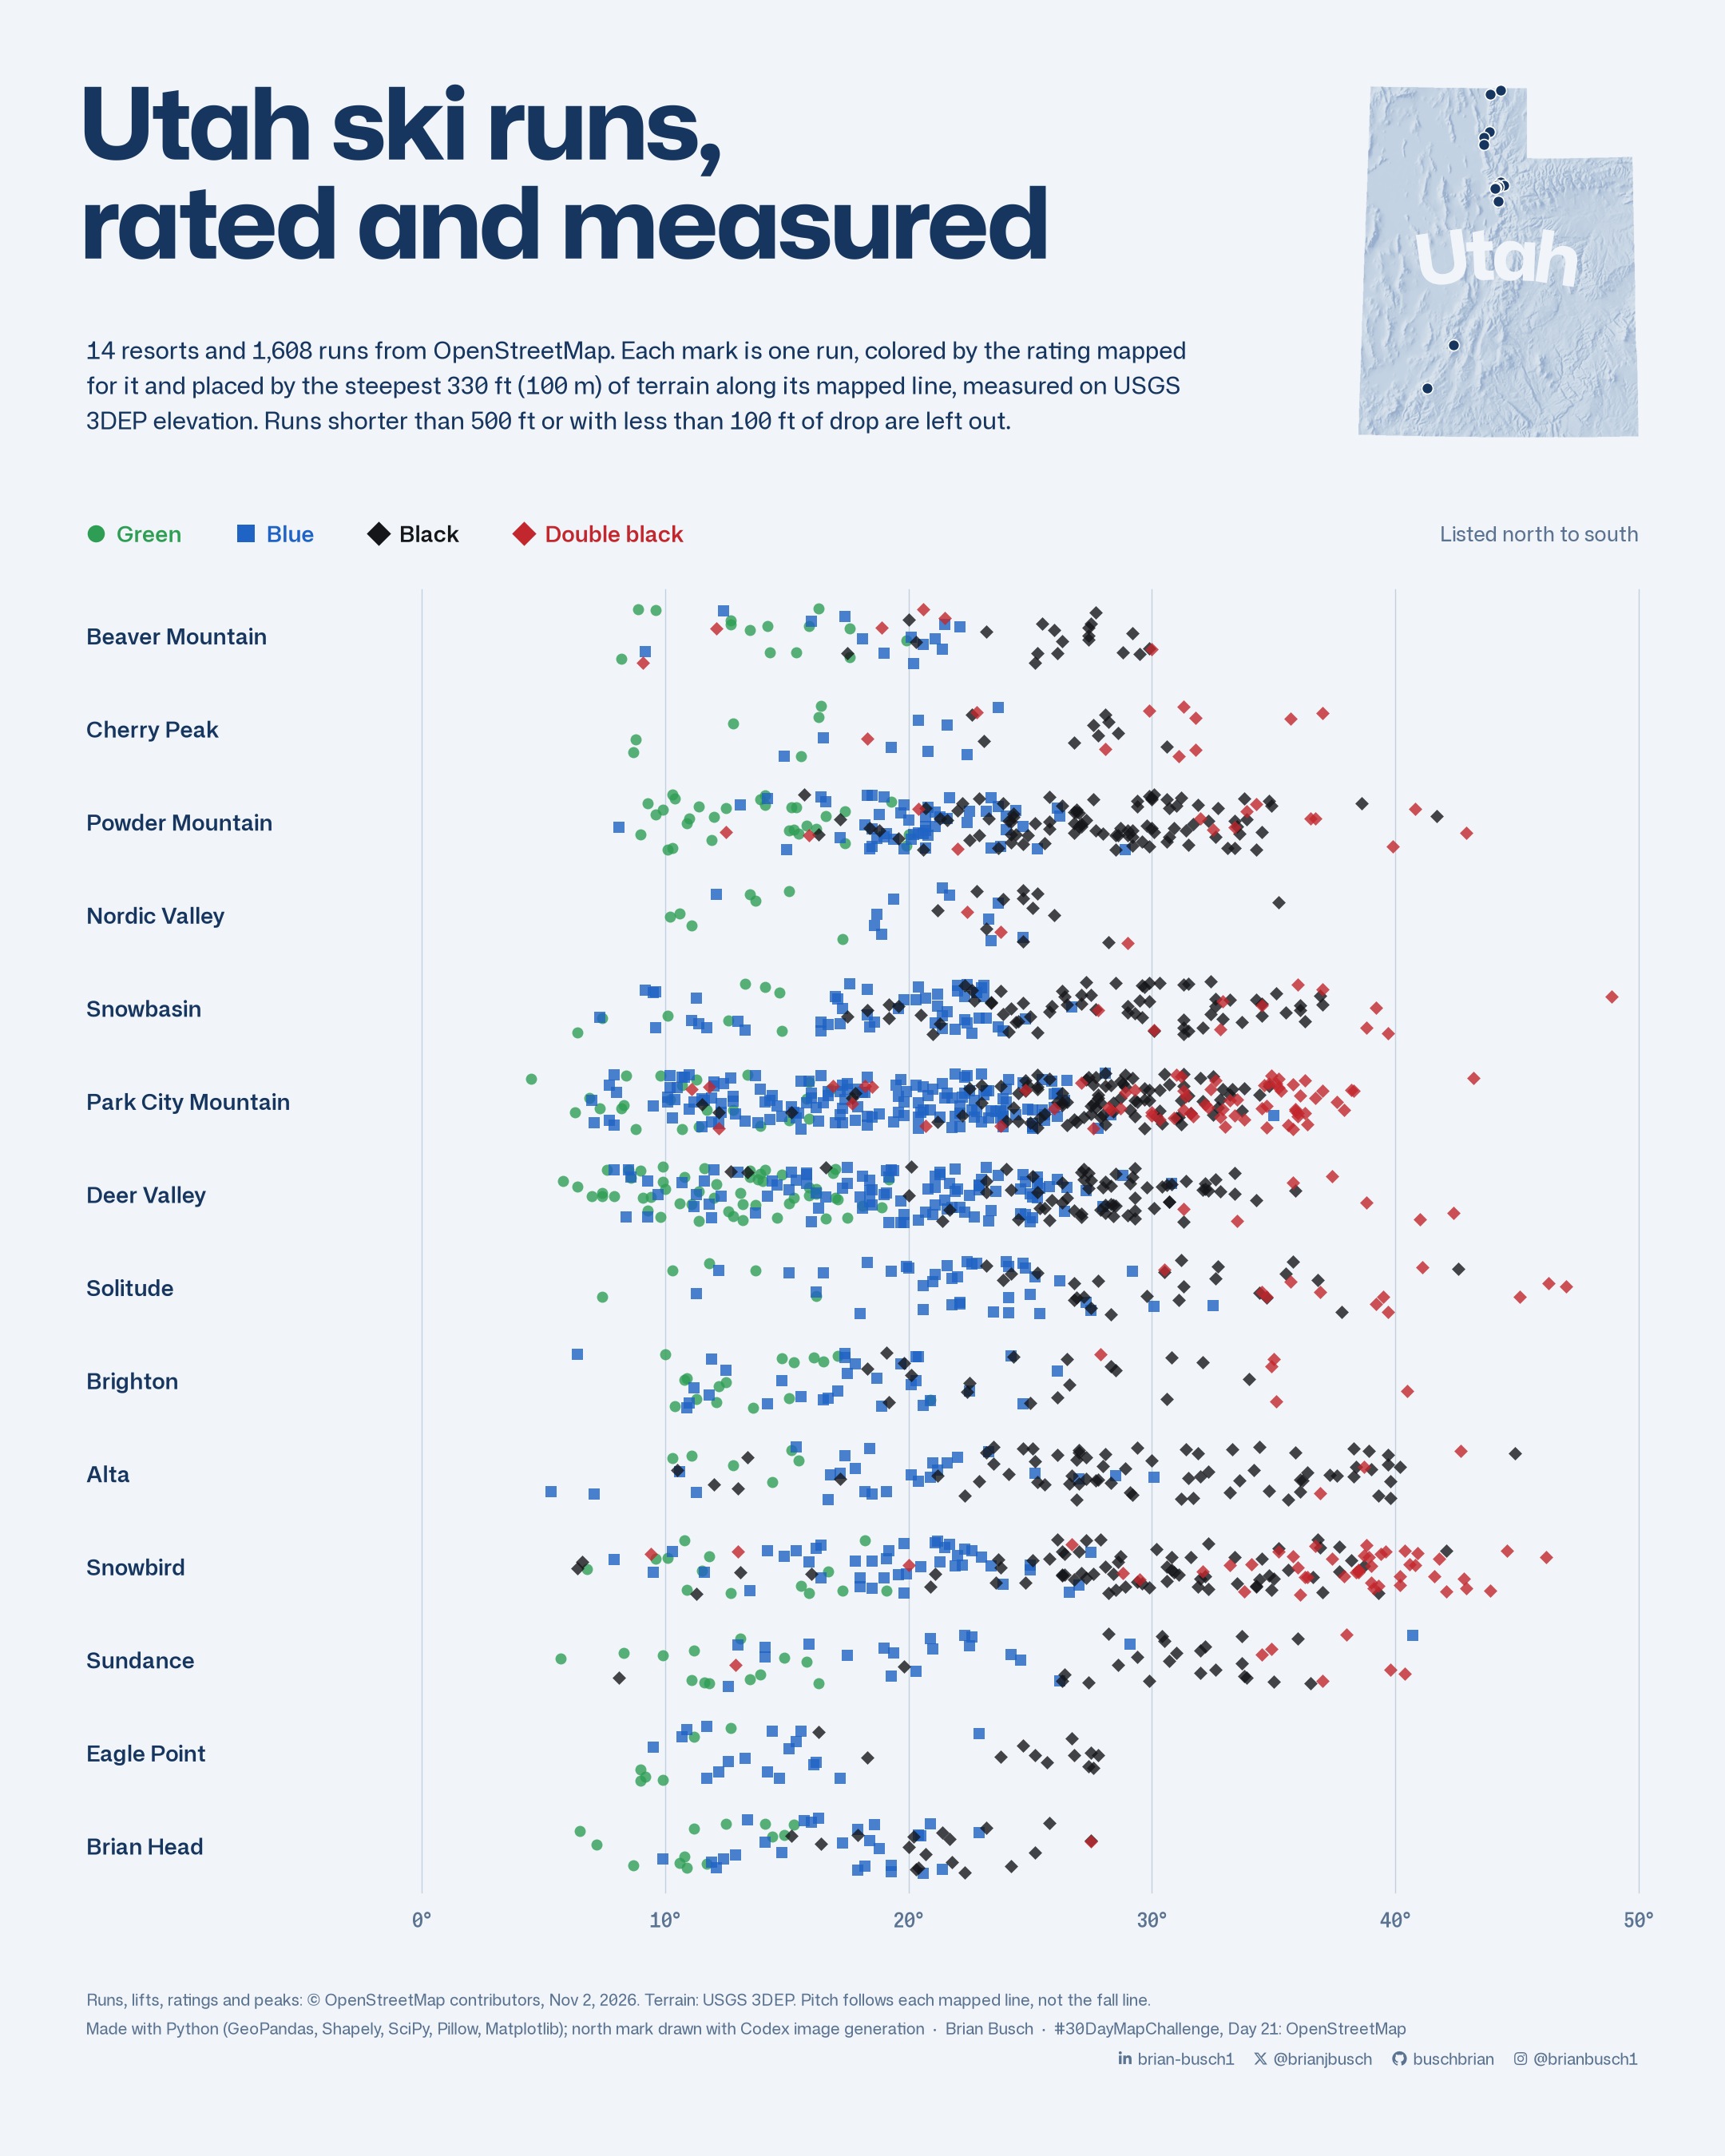 Utah ski runs,
rated and measured
Utah
14 resorts and 1,608 runs from OpenStreetMap. Each mark is one run, colored by the rating mapped
for it and placed by the steepest 330 ft (100 m) of terrain along its mapped line, measured on USGS
3DEP elevation. Runs shorter than 500 ft or with less than 100 ft of drop are left out.
Green Blue Black Double black Listed north to south
Beaver Mountain
Cherry Peak
Powder Mountain
Nordic Valley
Snowbasin
Park City Mountain
Deer Valley
Solitude
Brighton
Alta
Snowbird
Sundance
Eagle Point
Brian Head
0° 10° 20° 30° 40° 50°
Runs, lifts, ratings and peaks: © OpenStreetMap contributors, Nov 2, 2026. Terrain: USGS 3DEP. Pitch follows each mapped line, not the fall line.
Made with Python (GeoPandas, Shapely, SciPy, Pillow, Matplotlib); north mark drawn with Codex image generation · Brian Busch · #30DayMapChallenge, Day 21: OpenStreetMap
brian-busch1 @brianjbusch buschbrian @brianbusch1